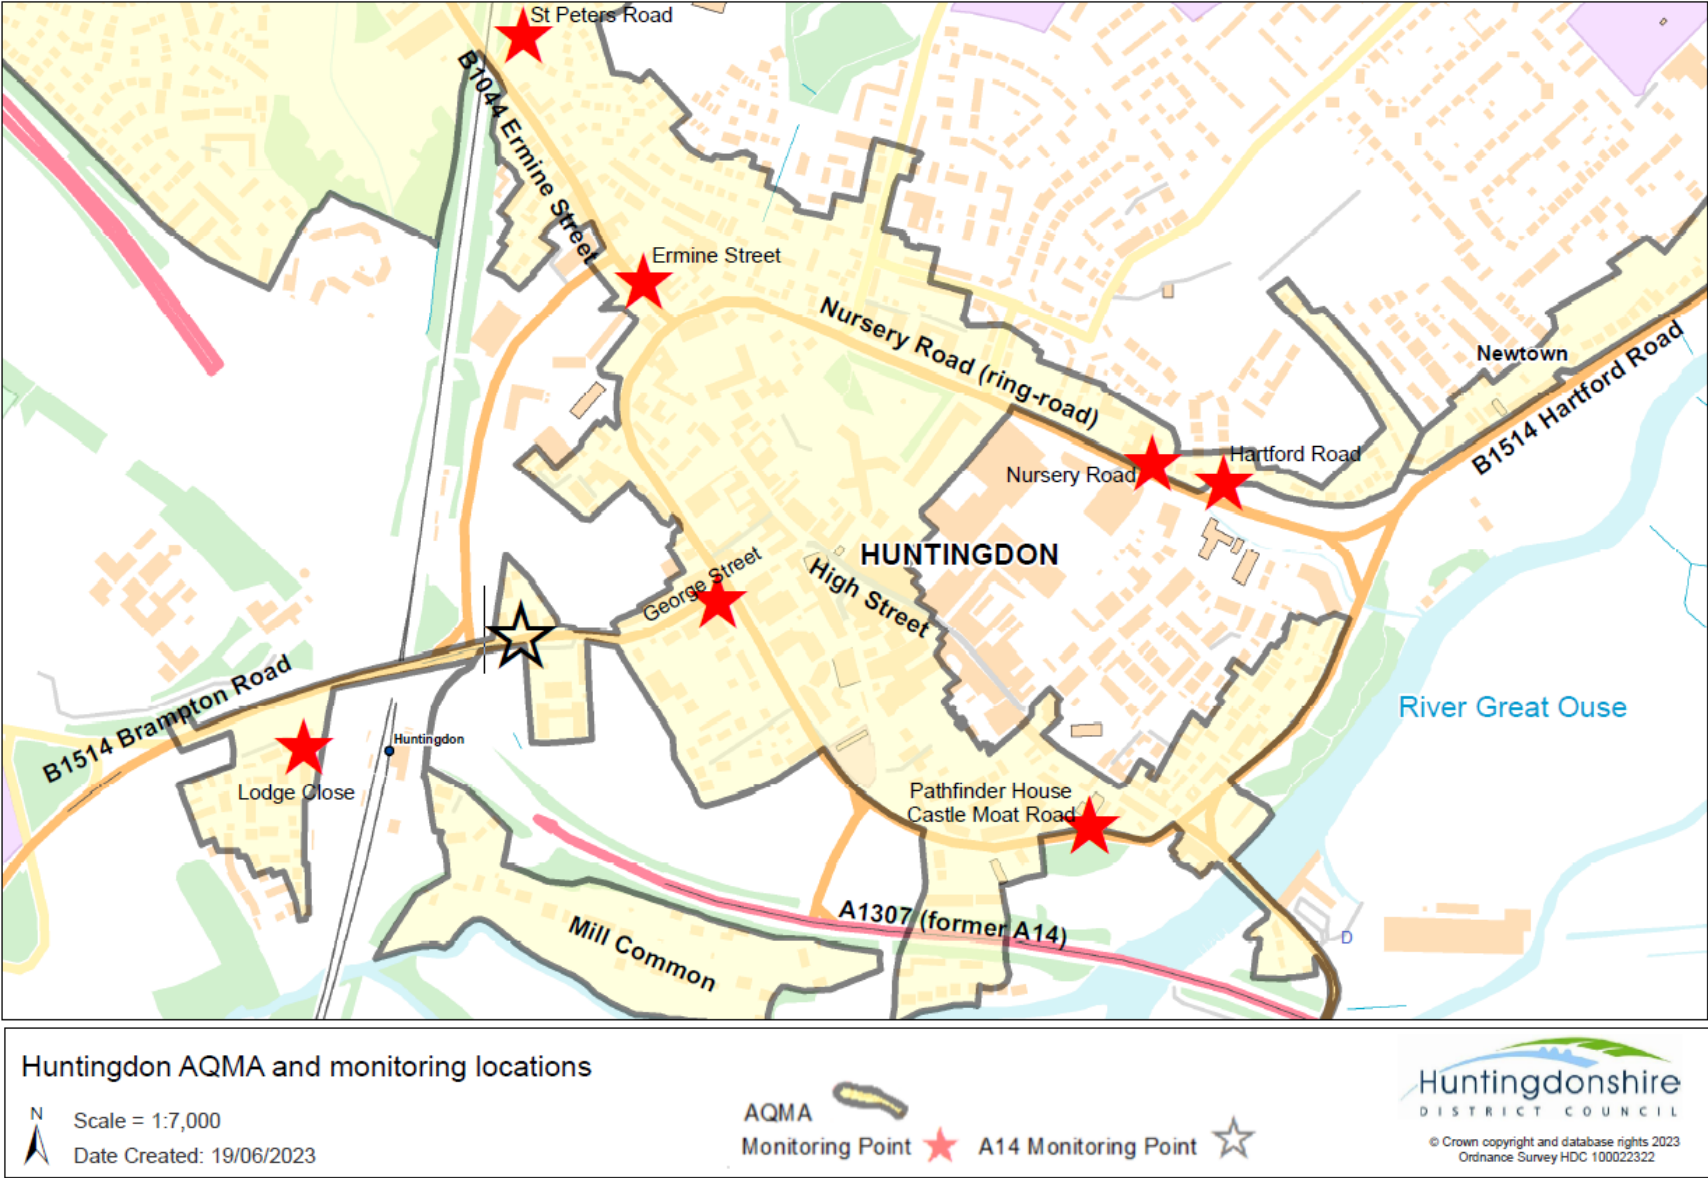 St Peters Road
B1044 Ermine Street
Ermine Street
Nursery Road (ring-road)
Newtown
B1514 Hartford Road
Hartford Road
Nursery Road
HUNTINGDON
George Street
High Street
B1514 Brampton Road
River Great Ouse
Huntingdon
Lodge Close
Pathfinder House
Castle Moat Road
A1307 (former A14)
Mill Common
D
Huntingdon AQMA and monitoring locations
N
Scale = 1:7,000
Date Created: 19/06/2023
AQMA
Monitoring Point
A14 Monitoring Point
Huntingdonshire
DISTRICT COUNCIL
© Crown copyright and database rights 2023
Ordnance Survey HDC 100022322